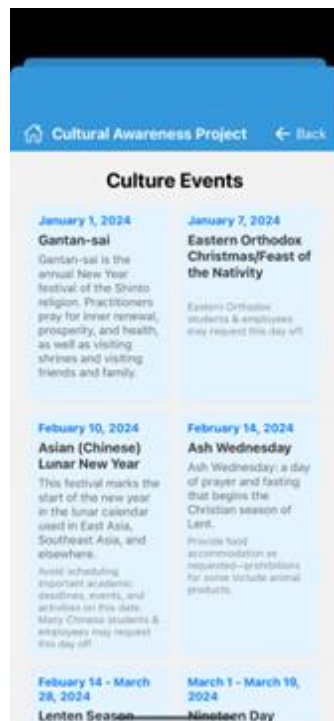 Cultural Awareness Project
← Back
Culture Events
January 1, 2024
Gantan-sai
Gantan-sai is the
annual New Year
festival of the Shinto
religion. Practitioners
pray for inner renewal,
prosperity, and health,
as well as visiting
shrines and visiting
friends and family.
January 7, 2024
Eastern Orthodox
Christmas/Feast of
the Nativity
Eastern Orthodox
students & employees
may request this day off.
Febuary 10, 2024
Asian (Chinese)
Lunar New Year
This festival marks the
start of the new year
in the lunar calendar
used in East Asia,
Southeast Asia, and
elsewhere.
Avoid scheduling
important academic
deadlines, events, and
activities on this date.
Many Chinese students &
employees may request
this day off.
February 14, 2024
Ash Wednesday
Ash Wednesday: a day
of prayer and fasting
that begins the
Christian season of
Lent.
Provide food
accommodation as
requested—prohibitions
for some include animal
products.
Febuary 14 - March
28, 2024
Lenten Season
March 1 - March 19,
2024
Nineteen Day